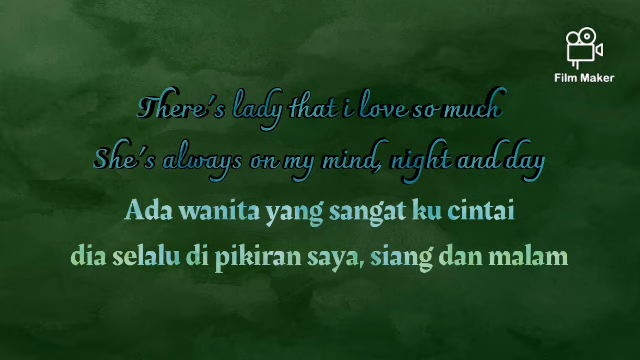 Film Maker
There's lady that i love so much
She's always on my mind, night and day
Ada wanita yang sangat ku cintai
dia selalu di pikiran saya, siang dan malam